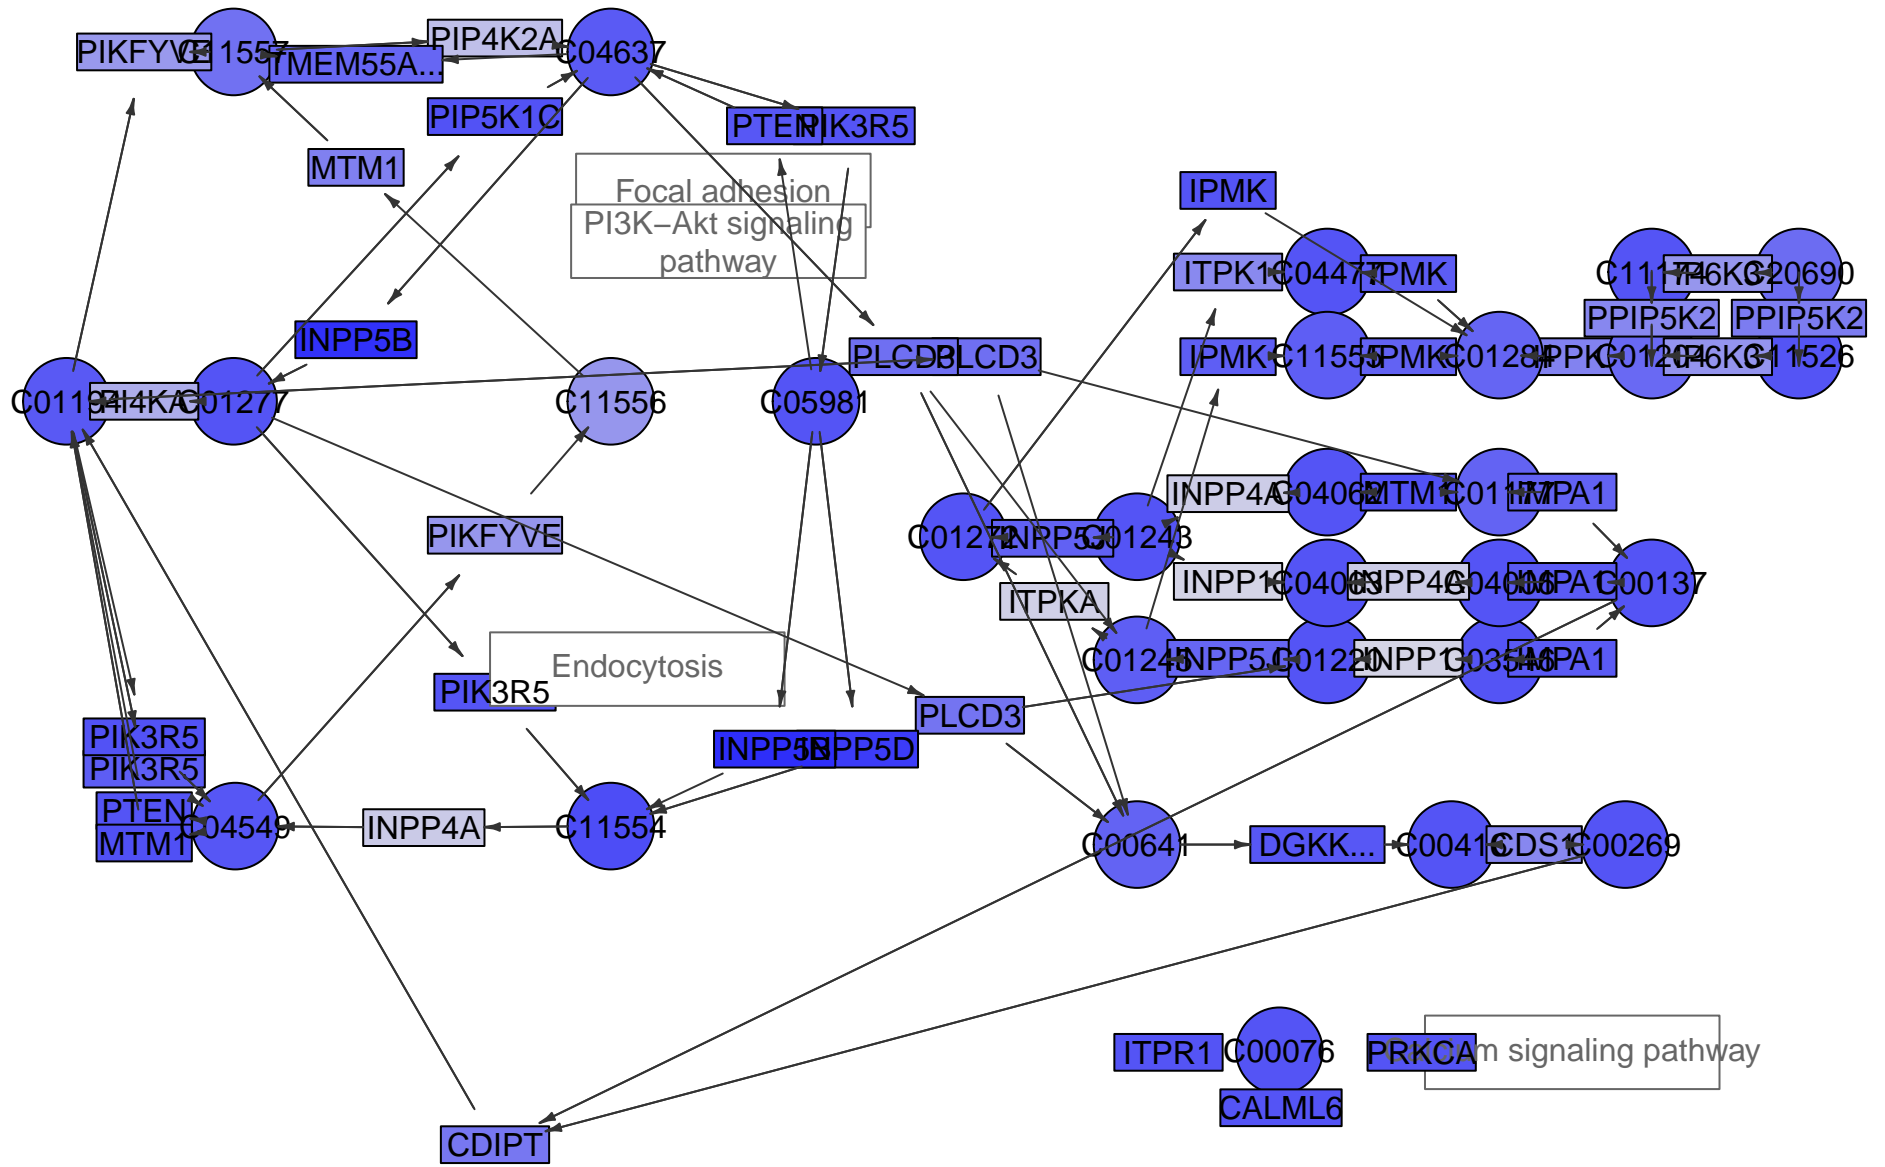 PIKFYVE
C11557
TMEM55A...
PIP4K2A
C04637
PIP5K1C
PTEN
PIK3R5
MTM1
Focal adhesion
PI3K−Akt signaling
pathway
IPMK
ITPK1
C04477
IPMK
IP6K3
C20690
PPIP5K2
PPIP5K2
INPP5B
PLCD3
PLCD3
IPMK
IPMK
C01284
IPPK
C01204
IP6K3
C11526
C01194
PI4KA
C01277
C11556
C05981
INPP4A
C04062
MTM1
C01177
IMPA1
PIKFYVE
C01272
C01243
INPP1
C04063
INPP4A
C04006
IMPA1
C00137
ITPKA
Endocytosis
C01245
INPP5J
C01220
INPP1
C03546
IMPA1
PIK3R5
PLCD3
PIK3R5
PIK3R5
INPP5B
INPP5D
PTEN
MTM1
C04549
INPP4A
C11554
C00641
DGKK...
C00416
CDS1
C00269
ITPR1
C00076
PRKCA
signaling pathway
CALML6
CDIPT